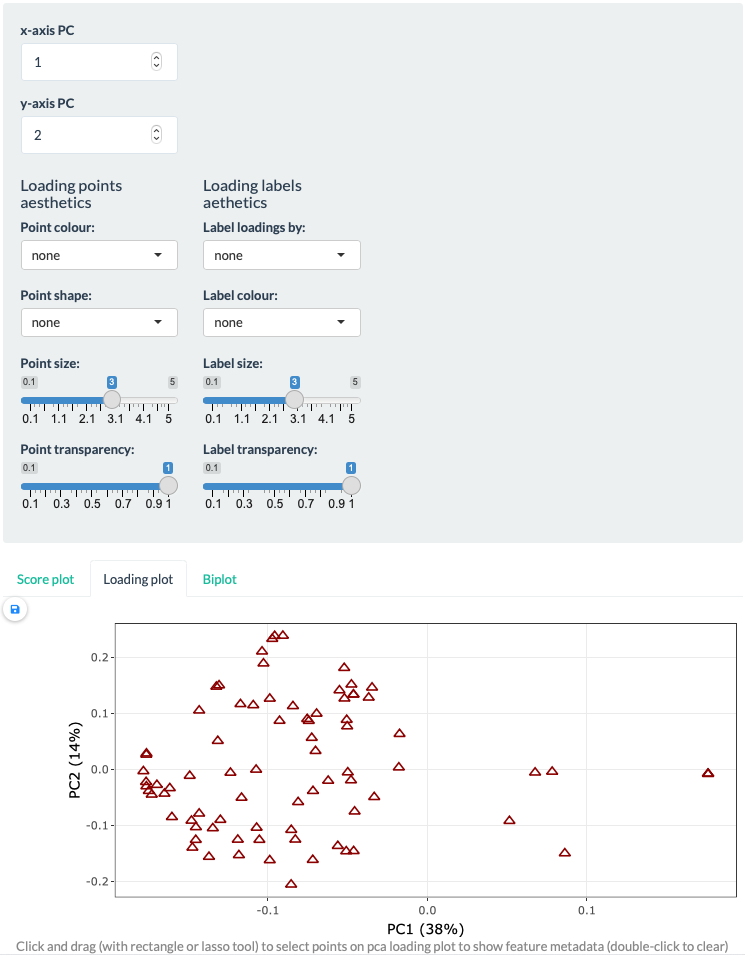 x-axis PC
1
y-axis PC
2
Loading points
aesthetics
Loading labels
aethetics
Point colour:
Label loadings by:
none
none
Point shape:
Label colour:
none
none
Point size:
Label size:
0.1 3 5
0.1 3 5
0.1 1.1 2.1 3.1 4.1 5
0.1 1.1 2.1 3.1 4.1 5
Point transparency:
Label transparency:
0.1 1
0.1 1
0.1 0.3 0.5 0.7 0.9 1
0.1 0.3 0.5 0.7 0.9 1
Score plot Loading plot Biplot
0.2
0.1
0.0
-0.1
-0.2
PC2 (14%)
-0.1 0.0 0.1
PC1 (38%)
Click and drag (with rectangle or lasso tool) to select points on pca loading plot to show feature metadata (double-click to clear)